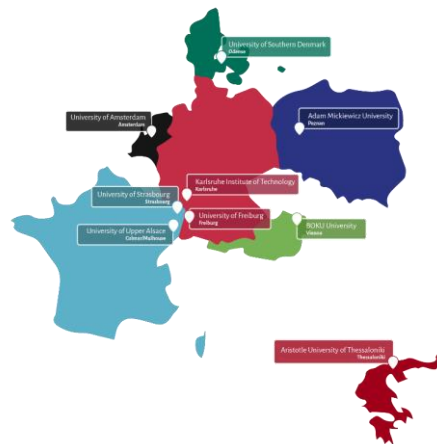 University of Southern Denmark
Odense
University of Amsterdam
Amsterdam
Adam Mickiewicz University
Poznan
Karlsruhe Institute of Technology
Karlsruhe
University of Strasbourg
Strasbourg
University of Freiburg
Freiburg
University of Upper Alsace
Colmar/Mulhouse
BOKU University
Vienna
Aristotle University of Thessaloniki
Thessaloniki